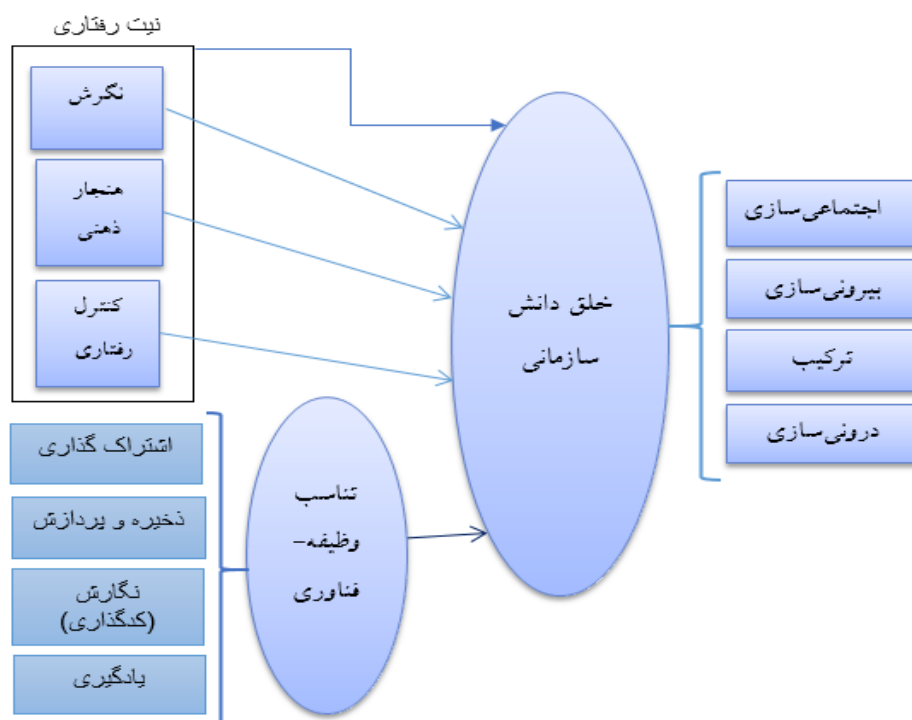 نیت رفتاری
نگرش
هنجار
ذهنی
کنترل
رفتاری
خلق دانش
سازمانی
اجتماعی‌سازی
بیرونی‌سازی
ترکیب
درونی‌سازی
تناسب
وظیفه-
فناوری
اشتراک گذاری
ذخیره و پردازش
نگارش
(کدگذاری)
یادگیری